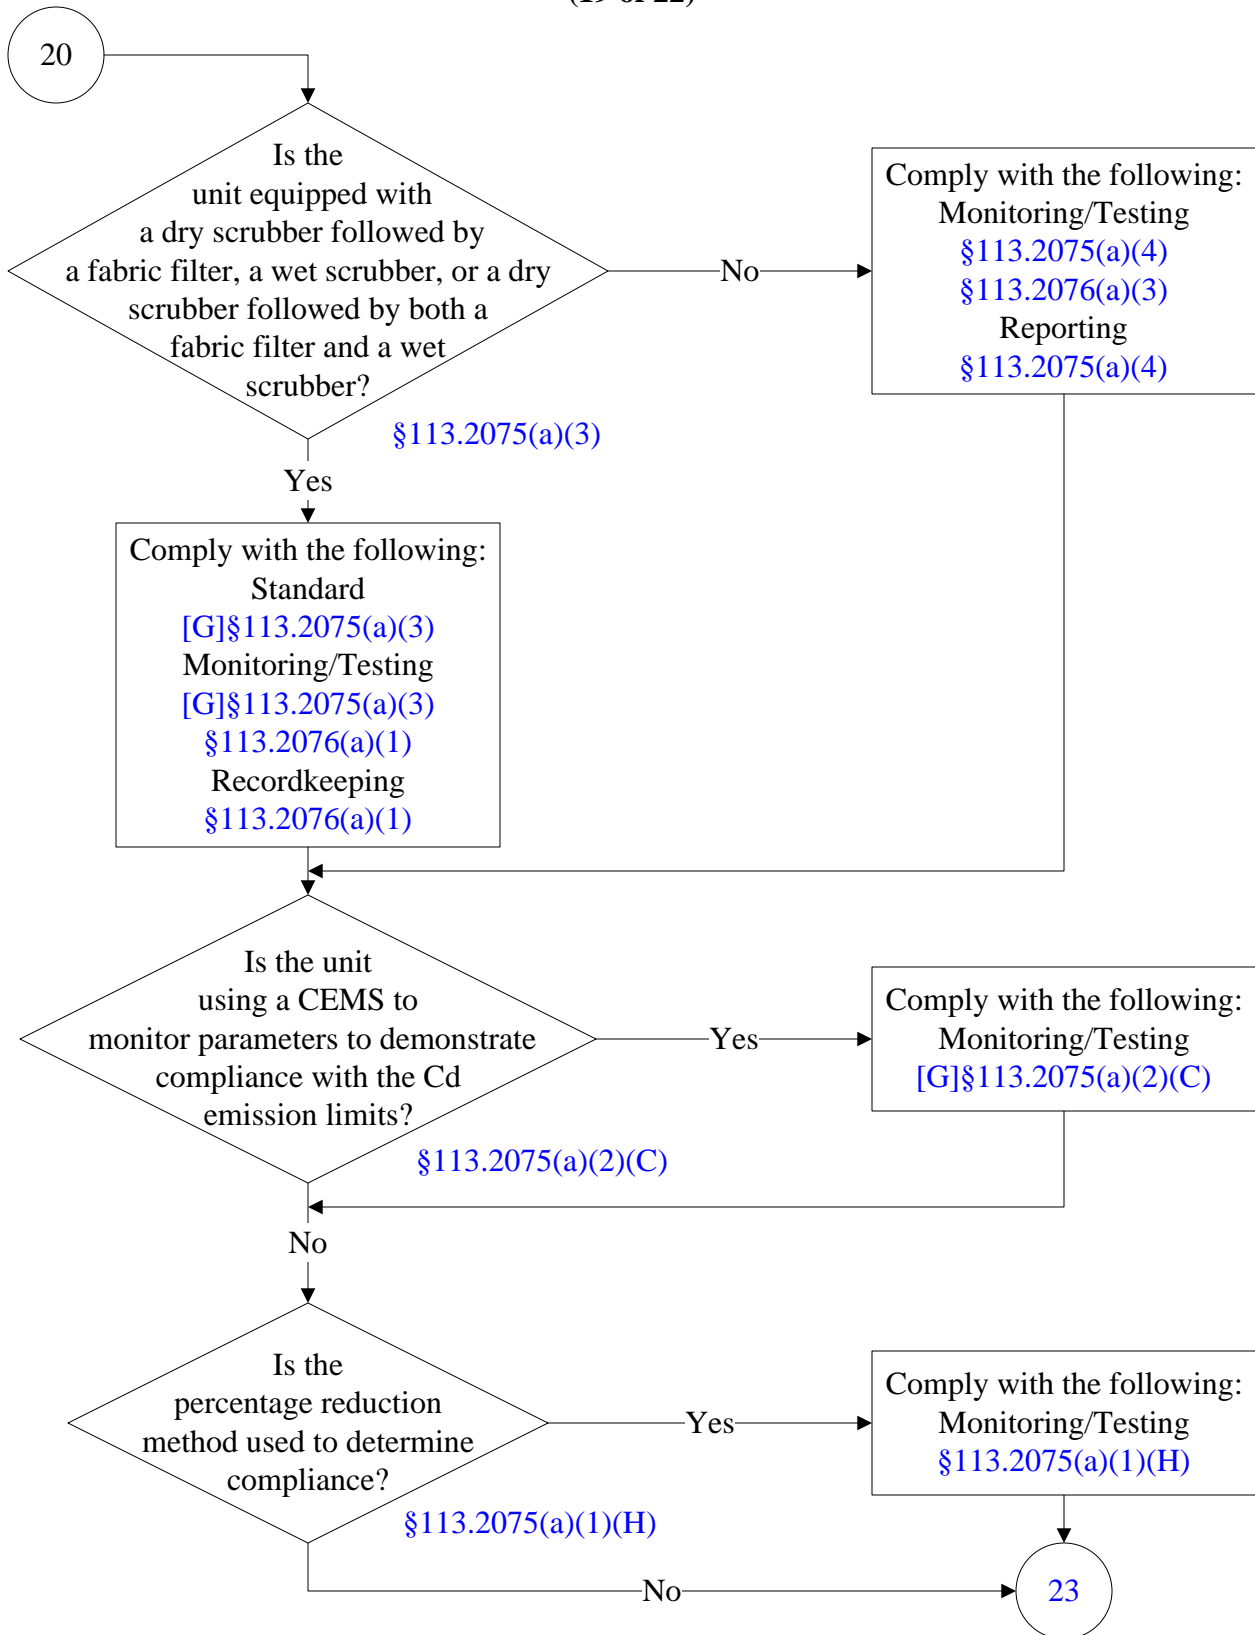 (19 of 22)
20
Is the
unit equipped with
a dry scrubber followed by
a fabric filter, a wet scrubber, or a dry
scrubber followed by both a
fabric filter and a wet
scrubber?
§113.2075(a)(3)
No
Comply with the following:
Monitoring/Testing
§113.2075(a)(4)
§113.2076(a)(3)
Reporting
§113.2075(a)(4)
Yes
Comply with the following:
Standard
[G]§113.2075(a)(3)
Monitoring/Testing
[G]§113.2075(a)(3)
§113.2076(a)(1)
Recordkeeping
§113.2076(a)(1)
Is the unit
using a CEMS to
monitor parameters to demonstrate
compliance with the Cd
emission limits?
§113.2075(a)(2)(C)
Yes
Comply with the following:
Monitoring/Testing
[G]§113.2075(a)(2)(C)
No
Is the
percentage reduction
method used to determine
compliance?
§113.2075(a)(1)(H)
Yes
Comply with the following:
Monitoring/Testing
§113.2075(a)(1)(H)
No
23